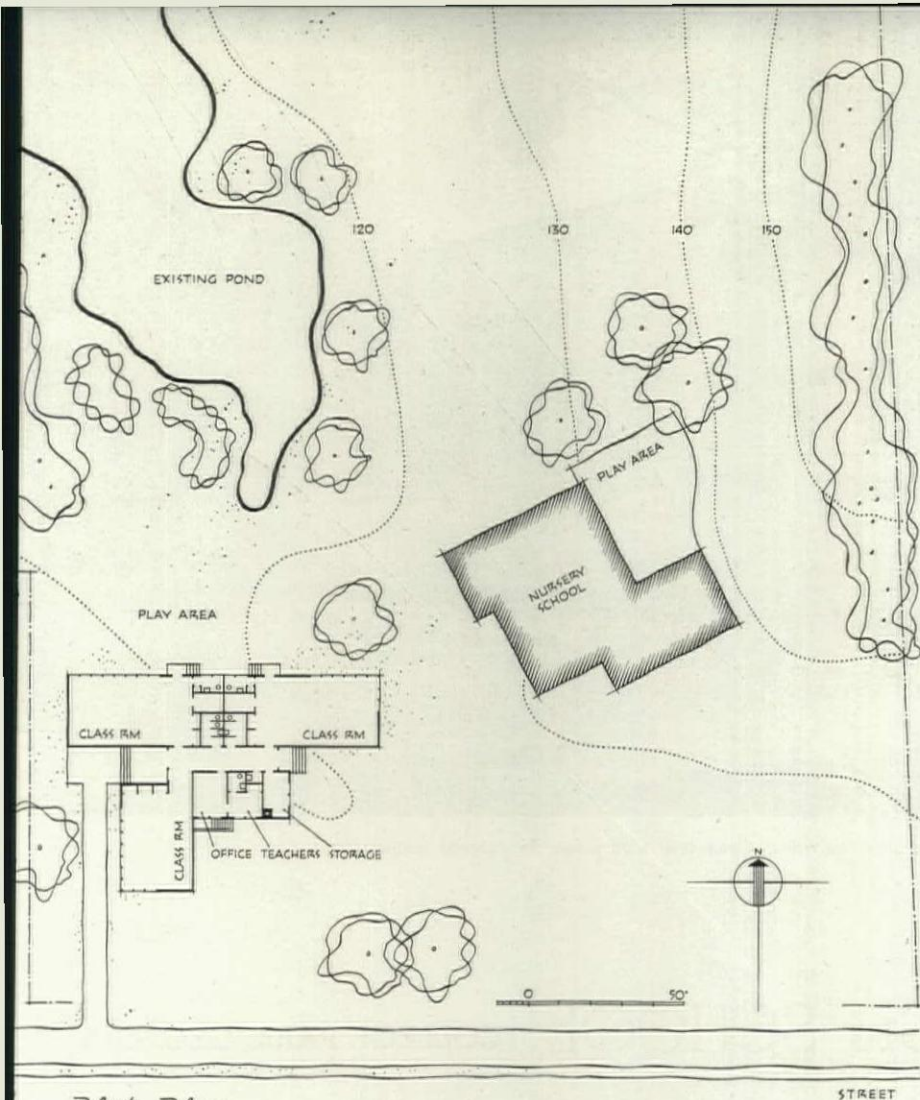 120
130
140
150
EXISTING POND
PLAY AREA
NURSERY
SCHOOL
PLAY AREA
CLASS RM
CLASS RM
CLASS RM
OFFICE TEACHERS STORAGE
N
0 50'
STREET